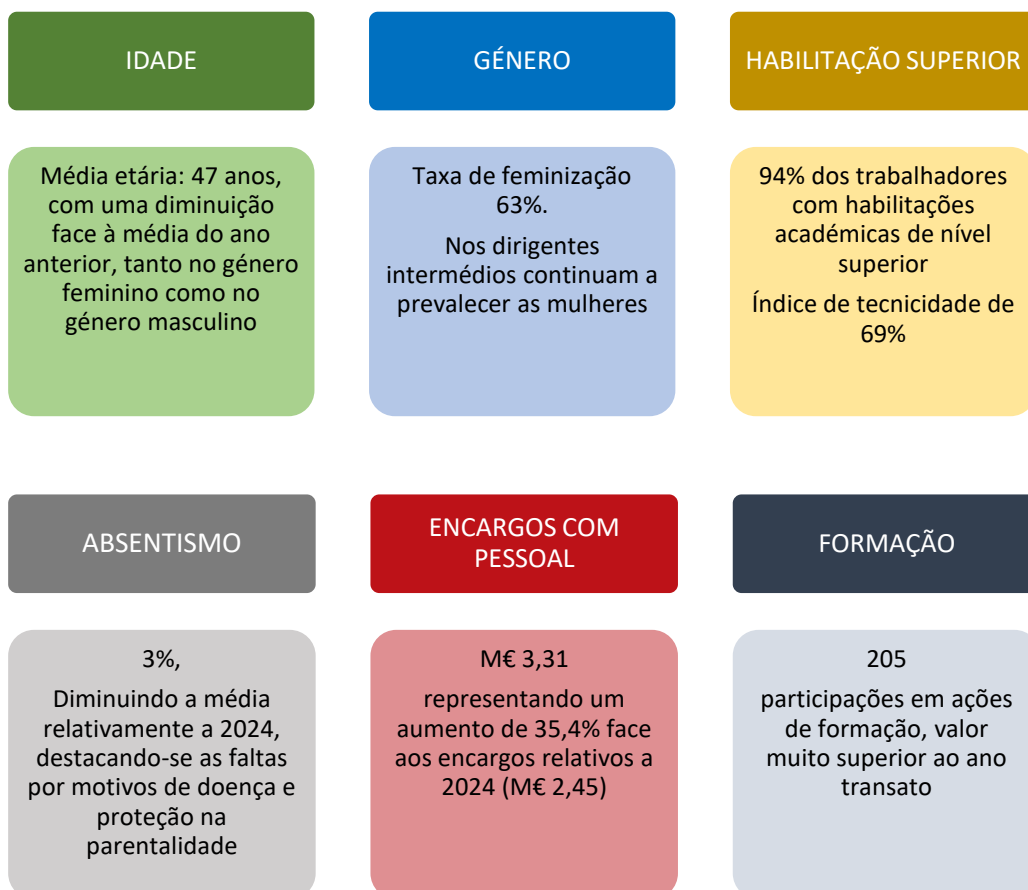 IDADE
GÉNERO
HABILITAÇÃO SUPERIOR
Média etária: 47 anos,
com uma diminuição
face à média do ano
anterior, tanto no género
feminino como no
género masculino
Taxa de feminização
63%.
Nos dirigentes
intermédios continuam a
prevalecer as mulheres
94% dos trabalhadores
com habilitações
académicas de nível
superior
Índice de tecnicidade de
69%
ABSENTISMO
ENCARGOS COM
PESSOAL
FORMAÇÃO
3%,
Diminuindo a média
relativamente a 2024,
destacando-se as faltas
por motivos de doença e
proteção na
parentalidade
M€ 3,31
representando um
aumento de 35,4% face
aos encargos relativos a
2024 (M€ 2,45)
205
participações em ações
de formação, valor
muito superior ao ano
transato